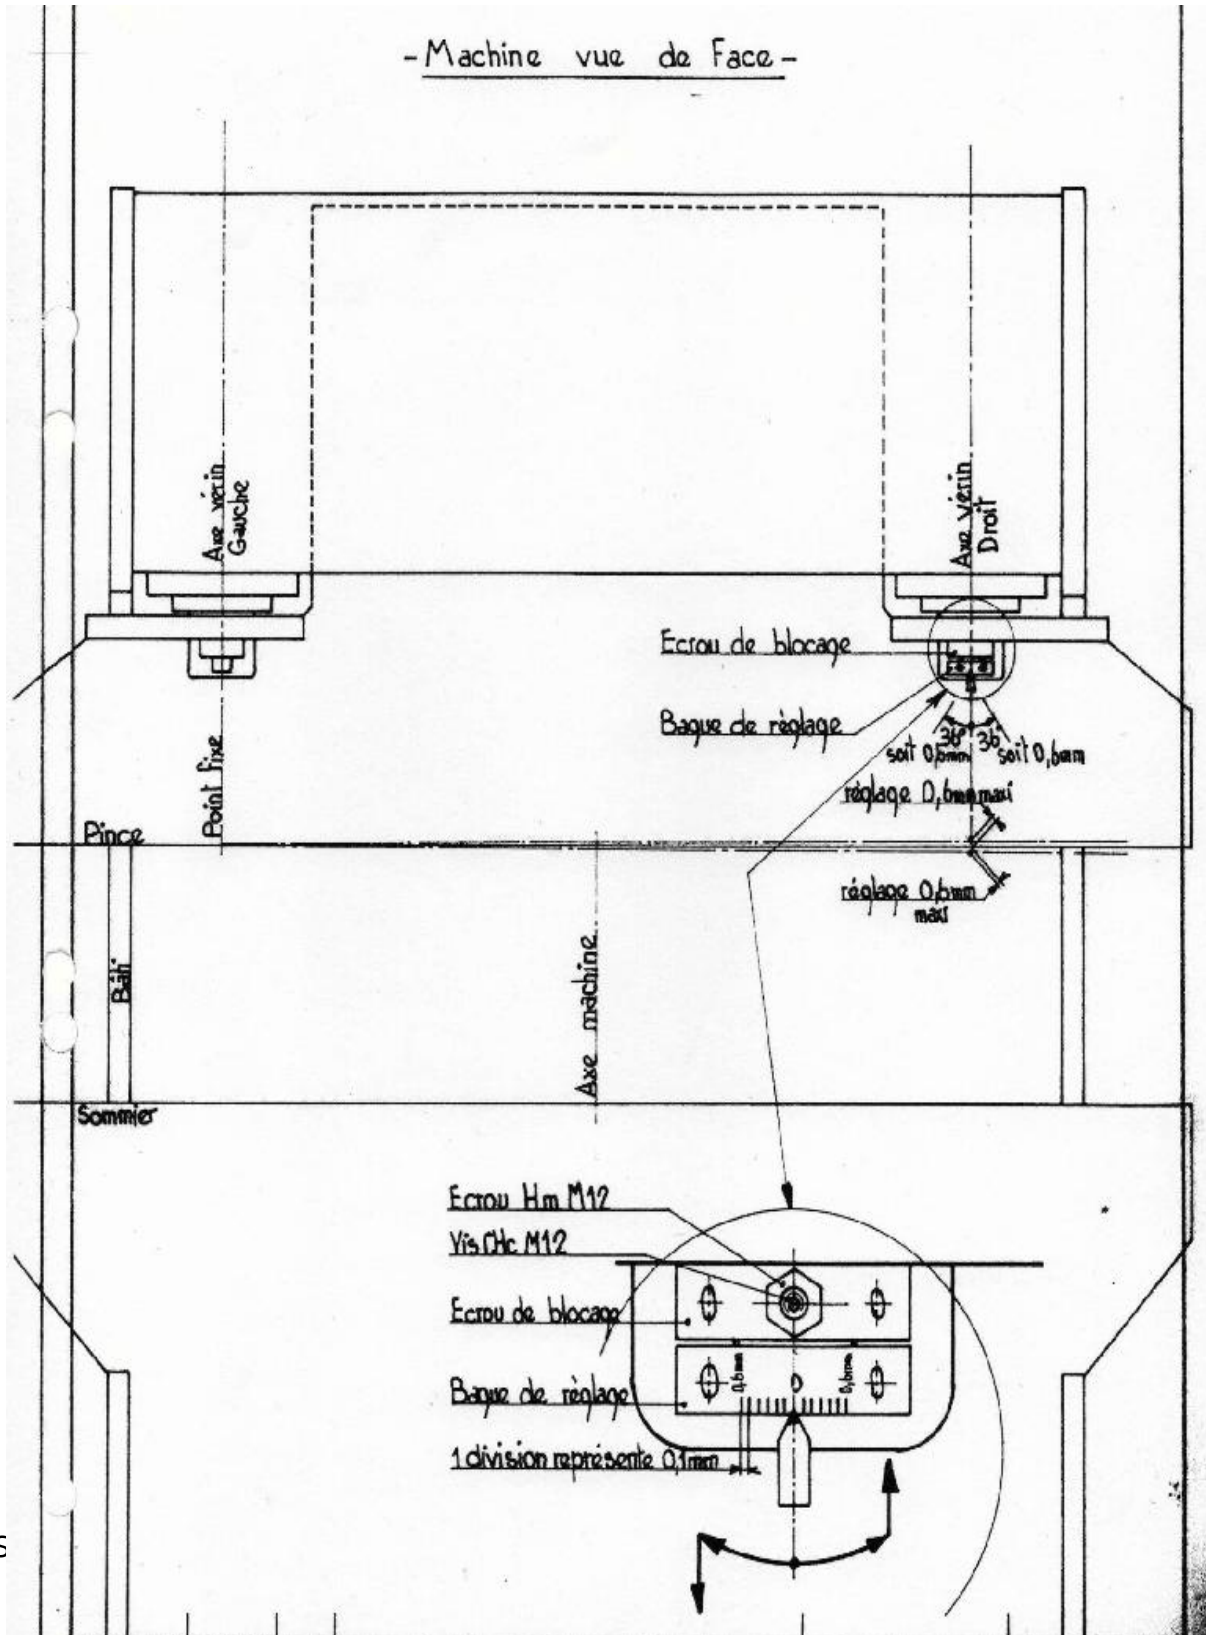 - Machine vue de Face -
Axe vérin
Gauche
Axe vérin
Droit
Ecrou de blocage
Bague de réglage
36° 36°
soit 0,6mm soit 0,6mm
réglage 0,6mm maxi
Point fixe
Pince
réglage 0,6mm
maxi
Bâti
Axe machine
Sommier
Ecrou Hm M12
Vis CHc M12
Ecrou de blocage
0,6mm 0 0,6mm
Bague de réglage
1 division représente 0,1mm
s